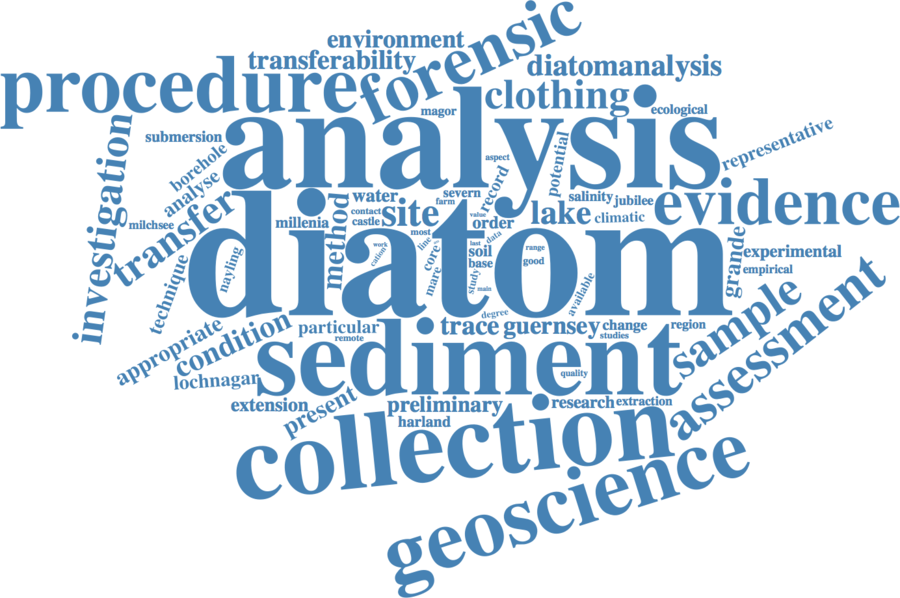 environment
forensic
transferability
diatomanalysis
procedure
clothing
magor
ecological
analysis
submersion
investigation
representative
borehole
potential
aspect
analyse
record
transfer
milchsee
millenia
method
water
contact
castle
site
most
severn
farm
value
order
salinity
jubilee
lake
climatic
evidence
diatom
technique
nayling
work
cation
line
core
mare
last
data
soil
base
study
main
range
good
available
grande
experimental
empirical
degree
appropriate
condition
particular
remote
trace
guernsey
change
studies
region
sample
assessment
lochnagar
sediment
quality
extension
present
preliminary
harland
research
extraction
collection
geoscience